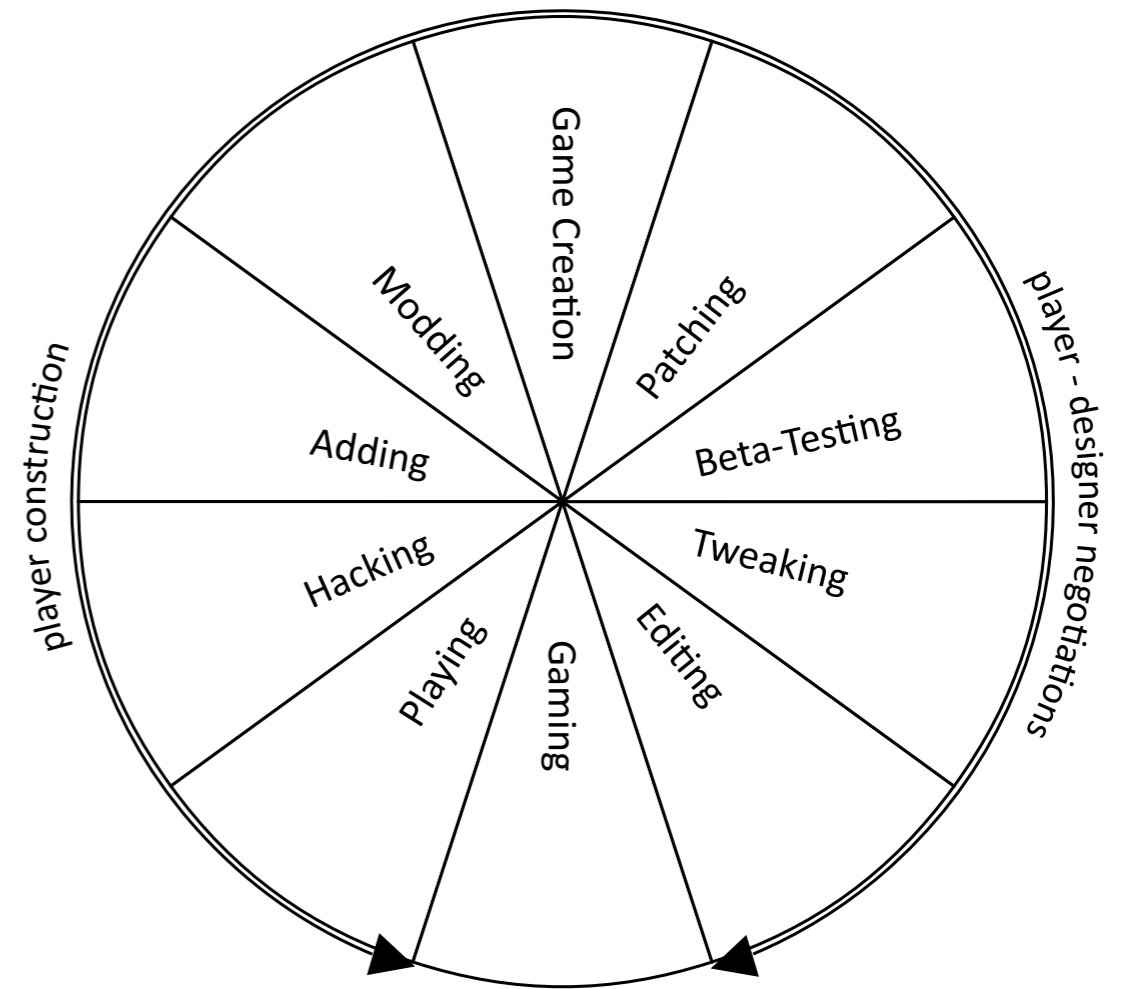 Game Creation
Patching
Beta-Testing
Tweaking
Editing
Gaming
Playing
Hacking
Adding
Modding
player construction
player - designer negotiations